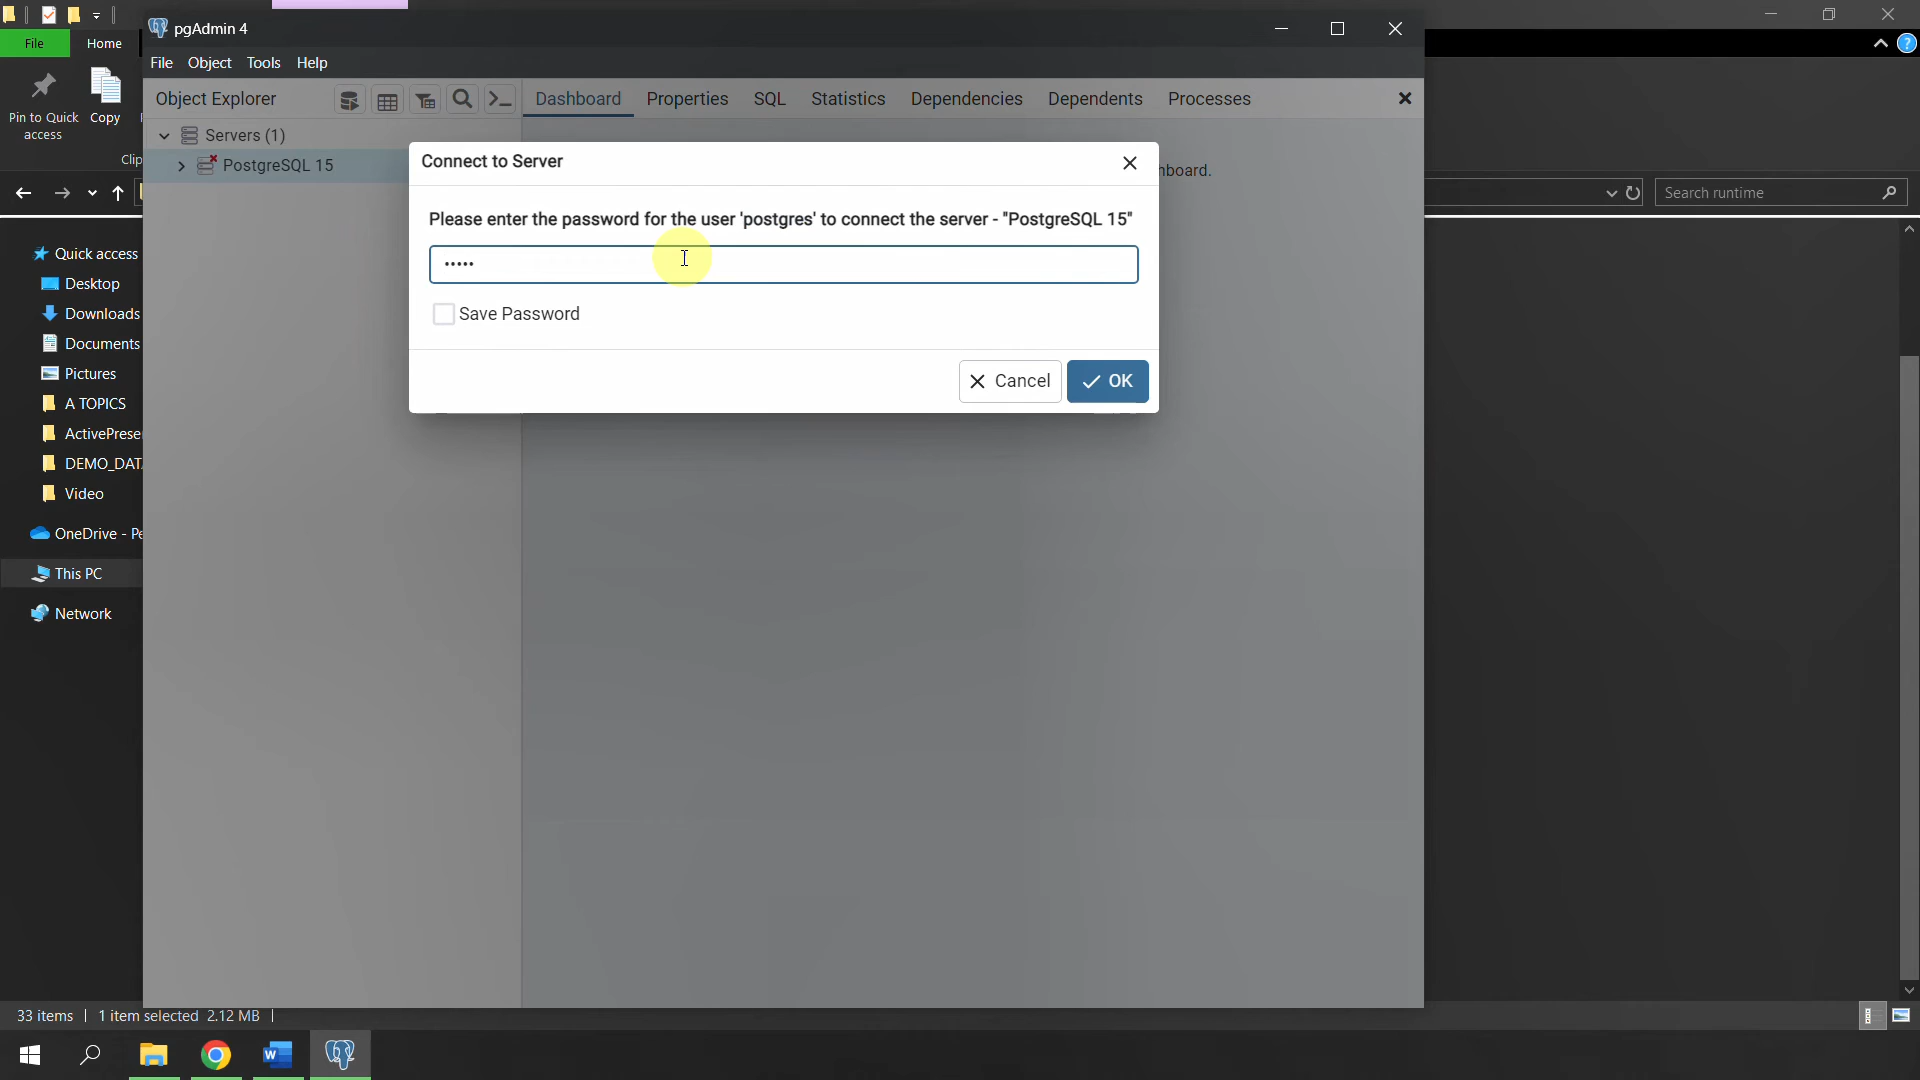 File
Home
pgAdmin 4
File Object Tools Help
Pin to Quick
access
Copy
Clip
Object Explorer
Dashboard Properties SQL Statistics Dependencies Dependents Processes
Servers (1)
PostgreSQL 15
hboard.
Search runtime
Connect to Server
Please enter the password for the user 'postgres' to connect the server - "PostgreSQL 15"
•••••
Save Password
Cancel
OK
Quick access
Desktop
Downloads
Documents
Pictures
A TOPICS
ActivePrese
DEMO_DAT
Video
OneDrive - Pe
This PC
Network
33 items 1 item selected 2.12 MB